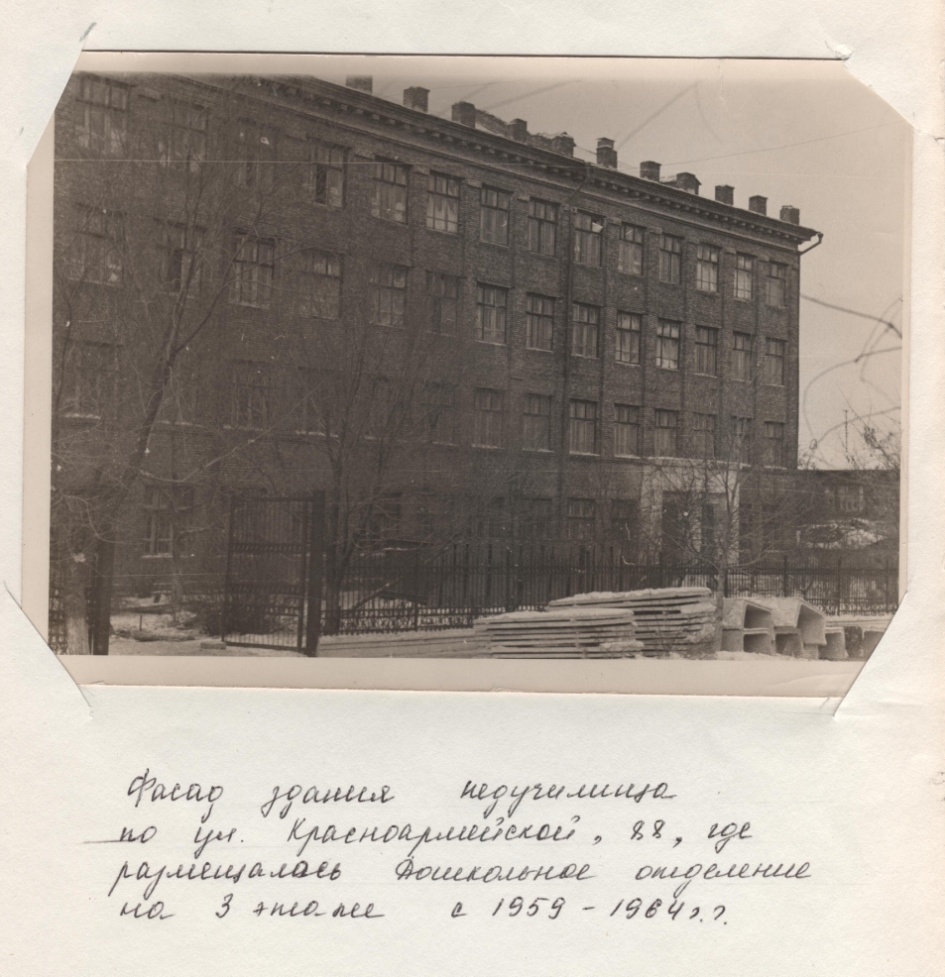 Фасад здания педучилища
по ул. Красноармейской, 88, где
размещалось Дошкольное отделение
на 3 этаже с 1959 - 1964 г.г.